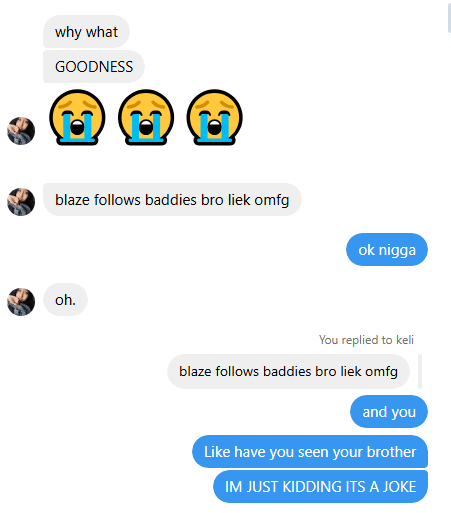 why what
GOODNESS
😭😭😭
blaze follows baddies bro liek omfg
ok nigga
oh.
You replied to keli
blaze follows baddies bro liek omfg
and you
Like have you seen your brother
IM JUST KIDDING ITS A JOKE